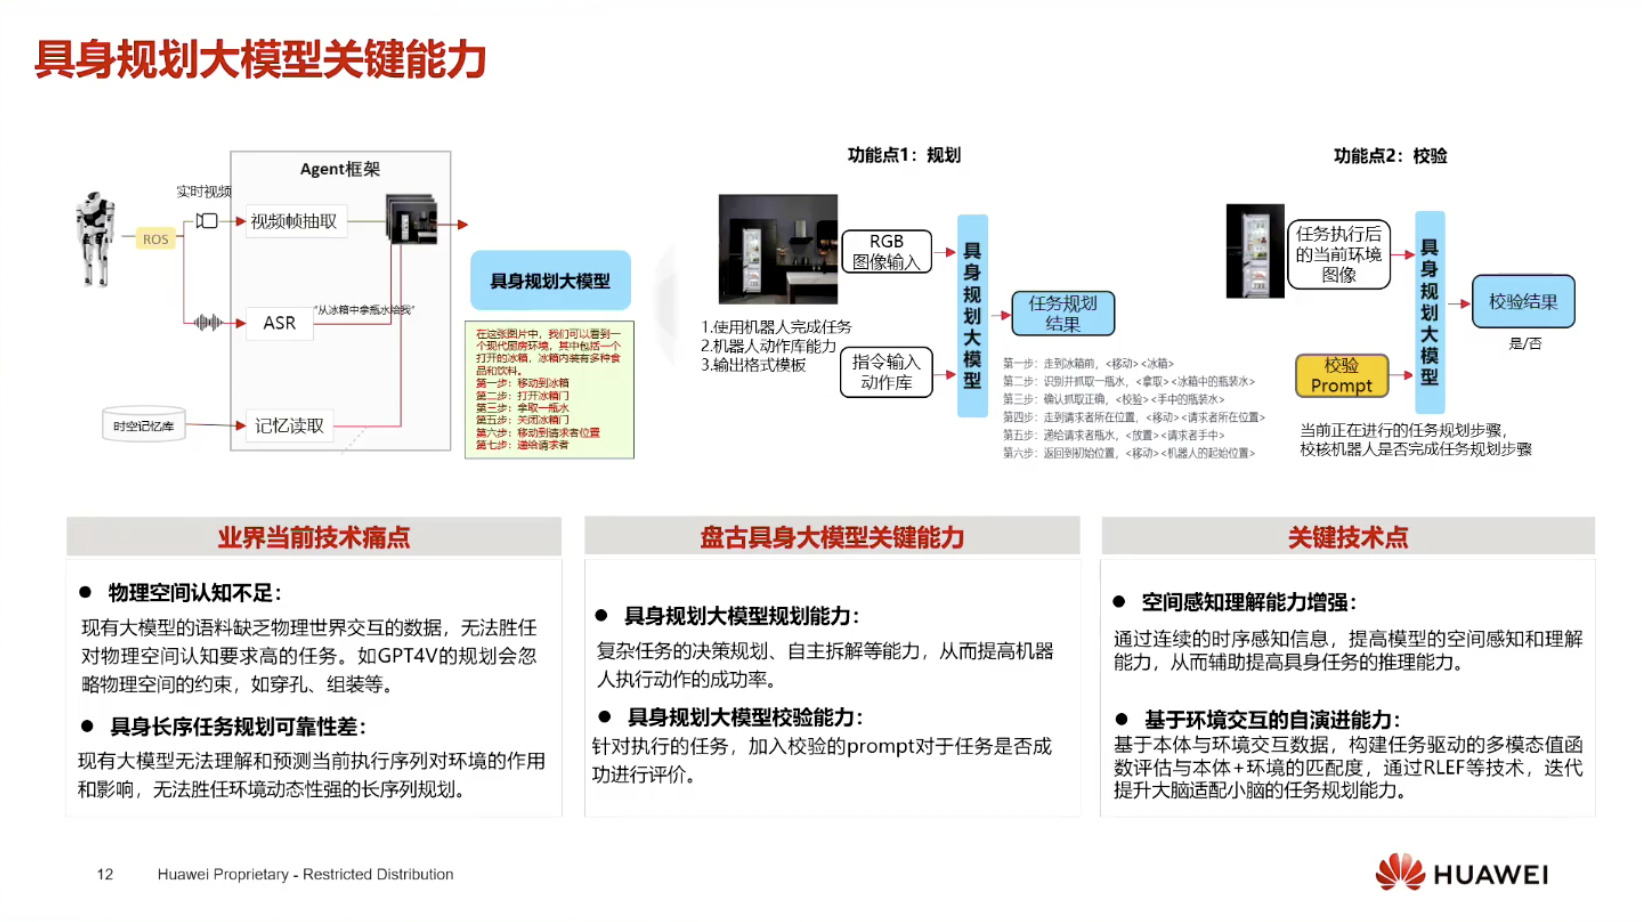 具身规划大模型关键能力
Agent框架
实时视频
ROS
视频帧抽取
ASR
"从冰箱中拿瓶水给我"
时空记忆库
记忆读取
具身规划大模型
在这张图片中，我们可以看到一
个现代厨房环境，其中包括一个
打开的冰箱，冰箱内装有多种食
品和饮料。
第一步：移动到冰箱
第二步：打开冰箱门
第三步：拿取一瓶水
第五步：关闭冰箱门
第六步：移动到请求者位置
第七步：递给请求者
功能点1：规划
RGB
图像输入
1.使用机器人完成任务
2.机器人动作库能力
3.输出格式模板
指令输入
动作库
具身规划大模型
任务规划
结果
第一步：走到冰箱前，<移动><冰箱>
第二步：识别并抓取一瓶水，<拿取><冰箱中的瓶装水>
第三步：确认抓取正确，<校验><手中的瓶装水>
第四步：走到请求者所在位置，<移动><请求者所在位置>
第五步：递给请求者瓶水，<放置><请求者手中>
第六步：返回到初始位置，<移动><机器人的起始位置>
功能点2：校验
任务执行后
的当前环境
图像
校验
Prompt
具身规划大模型
校验结果
是/否
当前正在进行的任务规划步骤，
校核机器人是否完成任务规划步骤
业界当前技术痛点
● 物理空间认知不足：
现有大模型的语料缺乏物理世界交互的数据，无法胜任
对物理空间认知要求高的任务。如GPT4V的规划会忽
略物理空间的约束，如穿孔、组装等。
● 具身长序任务规划可靠性差：
现有大模型无法理解和预测当前执行序列对环境的作用
和影响，无法胜任环境动态性强的长序列规划。
盘古具身大模型关键能力
● 具身规划大模型规划能力：
复杂任务的决策规划、自主拆解等能力，从而提高机器
人执行动作的成功率。
● 具身规划大模型校验能力：
针对执行的任务，加入校验的prompt对于任务是否成
功进行评价。
关键技术点
● 空间感知理解能力增强：
通过连续的时序感知信息，提高模型的空间感知和理解
能力，从而辅助提高具身任务的推理能力。
● 基于环境交互的自演进能力：
基于本体与环境交互数据，构建任务驱动的多模态值函
数评估与本体+环境的匹配度，通过RLEF等技术，迭代
提升大脑适配小脑的任务规划能力。
12
Huawei Proprietary - Restricted Distribution
HUAWEI